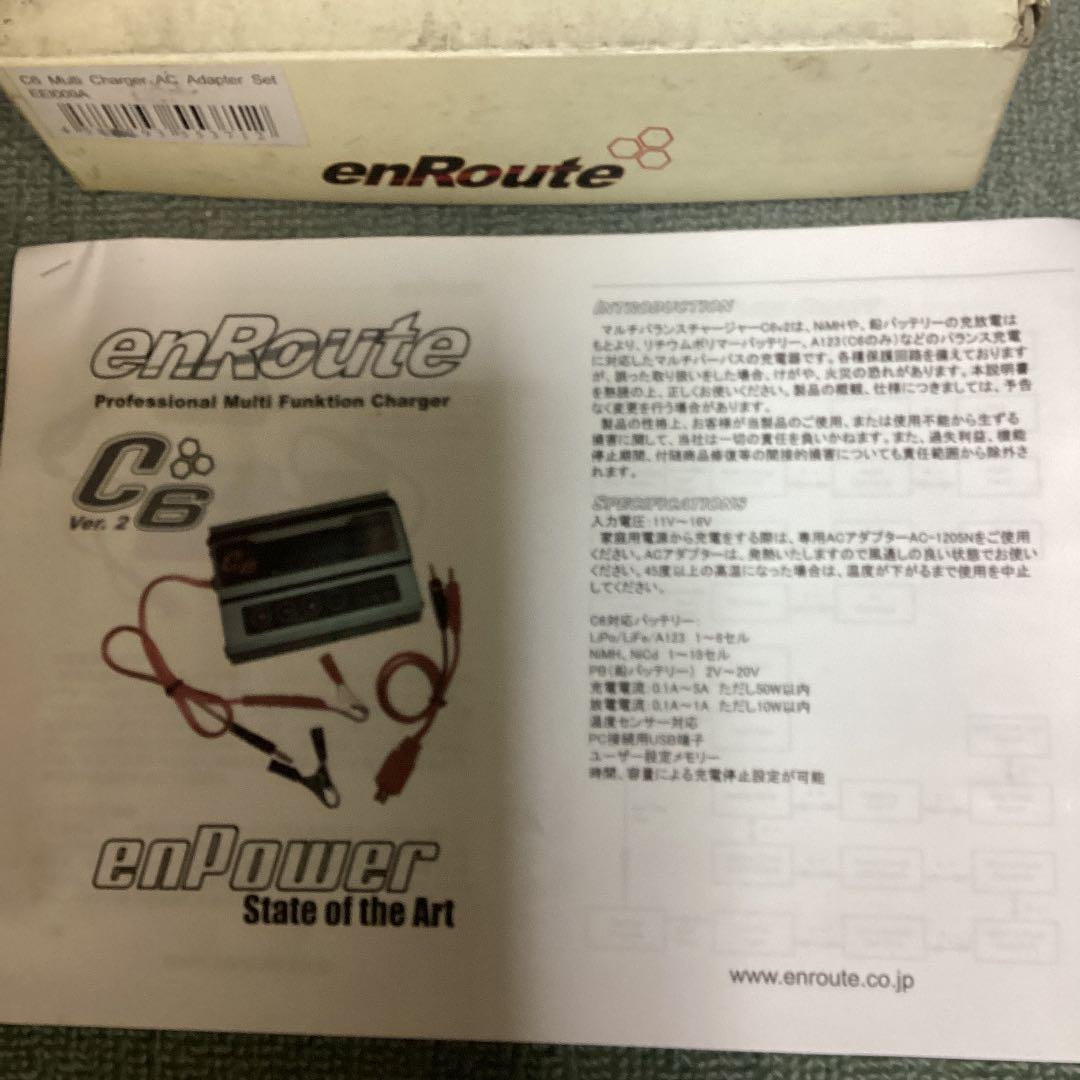 C6 Multi Charger AC Adapter Set
EEI009A
enRoute
enRoute
Professional Multi Funktion Charger
C6
Ver. 2
enPower
State of the Art
INTRODUCTION
マルチバランスチャージャーC6v2は、NiMHや、鉛バッテリーの充放電は
もとより、リチウムポリマーバッテリー、A123(C6のみ)などのバランス充電
に対応したマルチパーパスの充電器です。各種保護回路を備えております
が、誤った取り扱いをした場合、けがや、火災の恐れがあります。本説明書
を熟読の上、正しくお使いください。製品の概観、仕様につきましては、予告
なく変更を行う場合があります。
製品の性格上、お客様が当製品のご使用、または使用不能から生ずる
損害に関して、当社は一切の責任を負いかねます。また、過失利益、機能
停止期間、付随商品修復等の間接的損害についても責任範囲から除外さ
れます。
SPECIFICATIONS
入力電圧:11V～16V
家庭用電源から充電をする際は、専用ACアダプターAC-1205Nをご使用
ください。ACアダプターは、発熱いたしますので風通しの良い状態でお使い
ください。45度以上の高温になった場合は、温度が下がるまで使用を中止
してください。
C6対応バッテリー:
LiPo/LiFe/A123 1～6セル
NiMH、NiCd 1～18セル
PB(鉛バッテリー) 2V～20V
充電電流:0.1A～5A ただし50W以内
放電電流:0.1A～1A ただし10W以内
温度センサー対応
PC接続用USB端子
ユーザー設定メモリー
時間、容量による充電停止設定が可能
www.enroute.co.jp